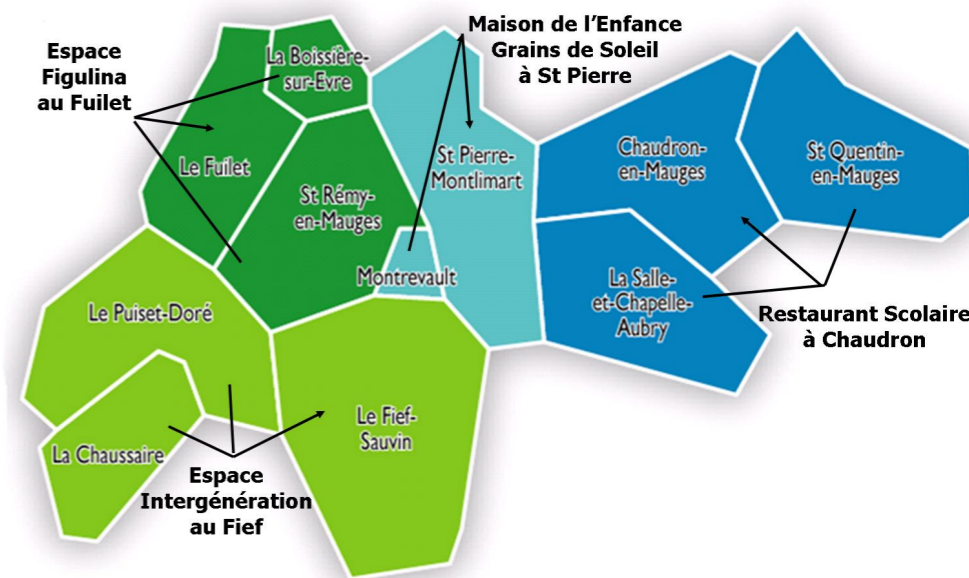 Espace
Figulina
au Fuilet
La Boissière-
sur-Evre
Maison de l'Enfance
Grains de Soleil
à St Pierre
Le Fuilet
St Rémy-
en-Mauges
St Pierre-
Montlimart
Chaudron-
en-Mauges
St Quentin-
en-Mauges
Montrevault
La Salle-
et-Chapelle-
Aubry
Le Puiset-Doré
Restaurant Scolaire
à Chaudron
La Chaussaire
Le Fief-
Sauvin
Espace
Intergénération
au Fief